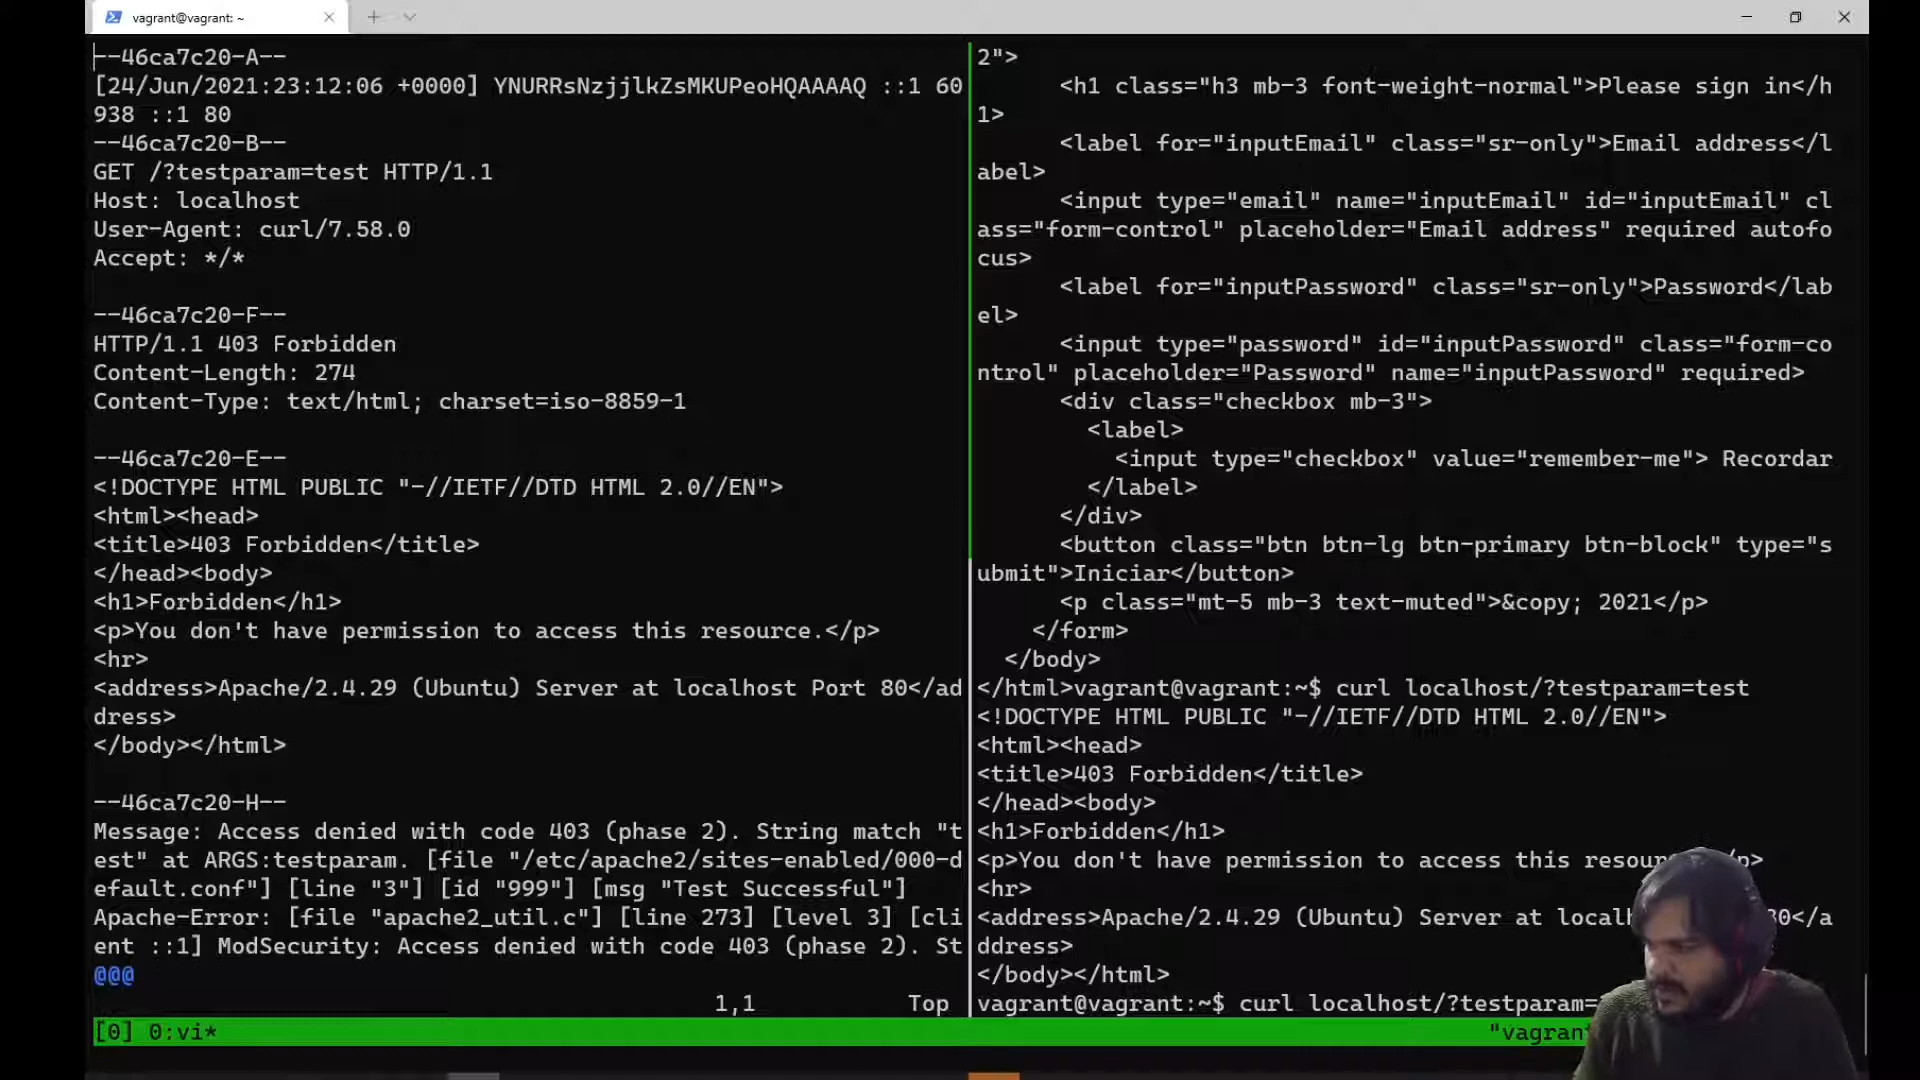 vagrant@vagrant: ~
--46ca7c20-A--
[24/Jun/2021:23:12:06 +0000] YNURRsNzjjlkZsMKUPeoHQAAAAQ ::1 60
938 ::1 80
--46ca7c20-B--
GET /?testparam=test HTTP/1.1
Host: localhost
User-Agent: curl/7.58.0
Accept: */*
--46ca7c20-F--
HTTP/1.1 403 Forbidden
Content-Length: 274
Content-Type: text/html; charset=iso-8859-1
--46ca7c20-E--
<!DOCTYPE HTML PUBLIC "-//IETF//DTD HTML 2.0//EN">
<html><head>
<title>403 Forbidden</title>
</head><body>
<h1>Forbidden</h1>
<p>You don't have permission to access this resource.</p>
<hr>
<address>Apache/2.4.29 (Ubuntu) Server at localhost Port 80</ad
dress>
</body></html>
--46ca7c20-H--
Message: Access denied with code 403 (phase 2). String match "t
est" at ARGS:testparam. [file "/etc/apache2/sites-enabled/000-d
efault.conf"] [line "3"] [id "999"] [msg "Test Successful"]
Apache-Error: [file "apache2_util.c"] [line 273] [level 3] [cli
ent ::1] ModSecurity: Access denied with code 403 (phase 2). St
@@@
1,1 Top
2">
<h1 class="h3 mb-3 font-weight-normal">Please sign in</h
1>
<label for="inputEmail" class="sr-only">Email address</l
abel>
<input type="email" name="inputEmail" id="inputEmail" cl
ass="form-control" placeholder="Email address" required autofo
cus>
<label for="inputPassword" class="sr-only">Password</lab
el>
<input type="password" id="inputPassword" class="form-co
ntrol" placeholder="Password" name="inputPassword" required>
<div class="checkbox mb-3">
<label>
<input type="checkbox" value="remember-me"> Recordar
</label>
</div>
<button class="btn btn-lg btn-primary btn-block" type="s
ubmit">Iniciar</button>
<p class="mt-5 mb-3 text-muted">&copy; 2021</p>
</form>
</body>
</html>vagrant@vagrant:~$ curl localhost/?testparam=test
<!DOCTYPE HTML PUBLIC "-//IETF//DTD HTML 2.0//EN">
<html><head>
<title>403 Forbidden</title>
</head><body>
<h1>Forbidden</h1>
<p>You don't have permission to access this resour p>
<hr>
<address>Apache/2.4.29 (Ubuntu) Server at localh 80</a
ddress>
</body></html>
vagrant@vagrant:~$ curl localhost/?testparam=
[0] 0:vi* "vagrant